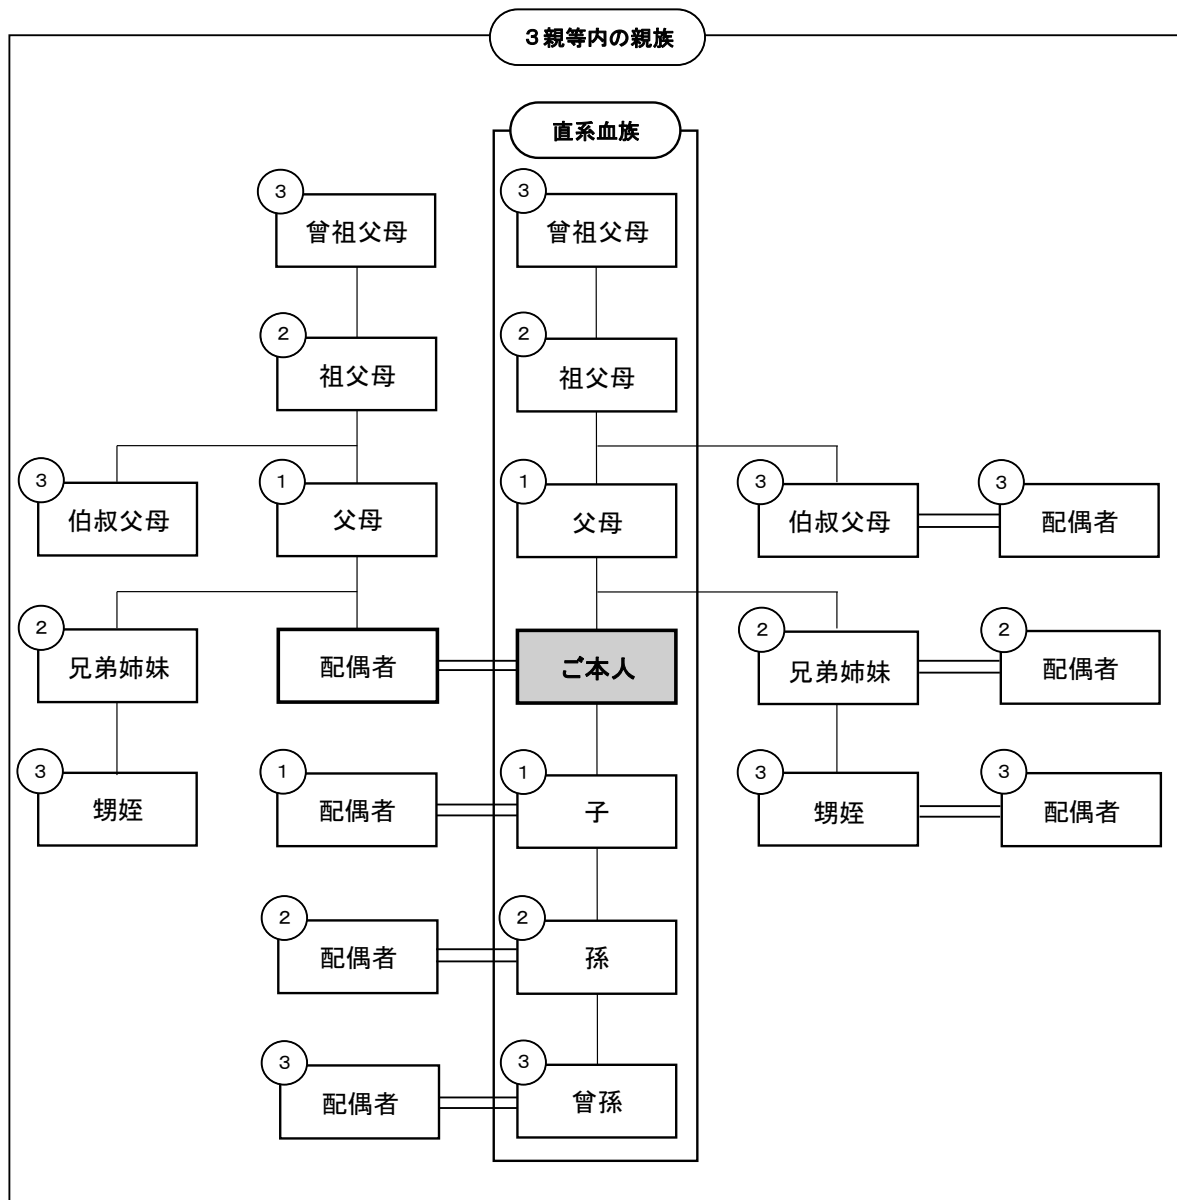 3親等内の親族
直系血族
3
曾祖父母
3
曾祖父母
2
祖父母
2
祖父母
3
伯叔父母
1
父母
1
父母
3
伯叔父母
3
配偶者
2
兄弟姉妹
配偶者
ご本人
2
兄弟姉妹
2
配偶者
3
甥姪
1
配偶者
1
子
3
甥姪
3
配偶者
2
配偶者
2
孫
3
配偶者
3
曾孫